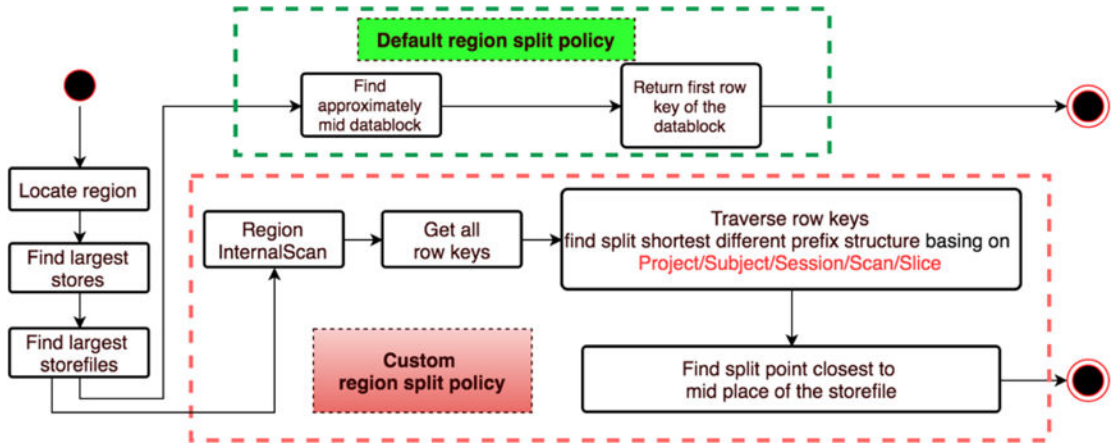 Default region split policy
Find
approximately
mid datablock
Return first row
key of the
datablock
Locate region
Find largest
stores
Find largest
storefiles
Region
InternalScan
Get all
row keys
Traverse row keys
find split shortest different prefix structure basing on
Project/Subject/Session/Scan/Slice
Custom
region split policy
Find split point closest to
mid place of the storefile